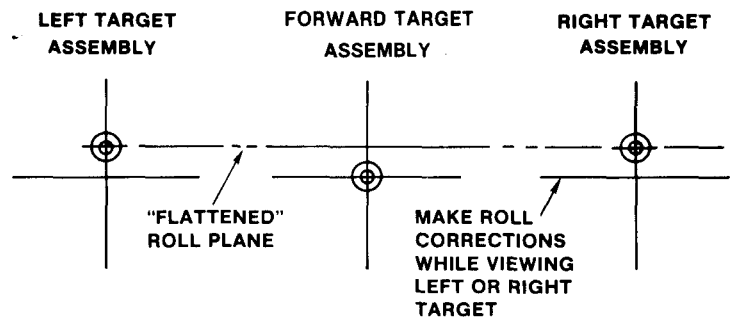 LEFT TARGET
ASSEMBLY
FORWARD TARGET
ASSEMBLY
RIGHT TARGET
ASSEMBLY
"FLATTENED"
ROLL PLANE
MAKE ROLL
CORRECTIONS
WHILE VIEWING
LEFT OR RIGHT
TARGET